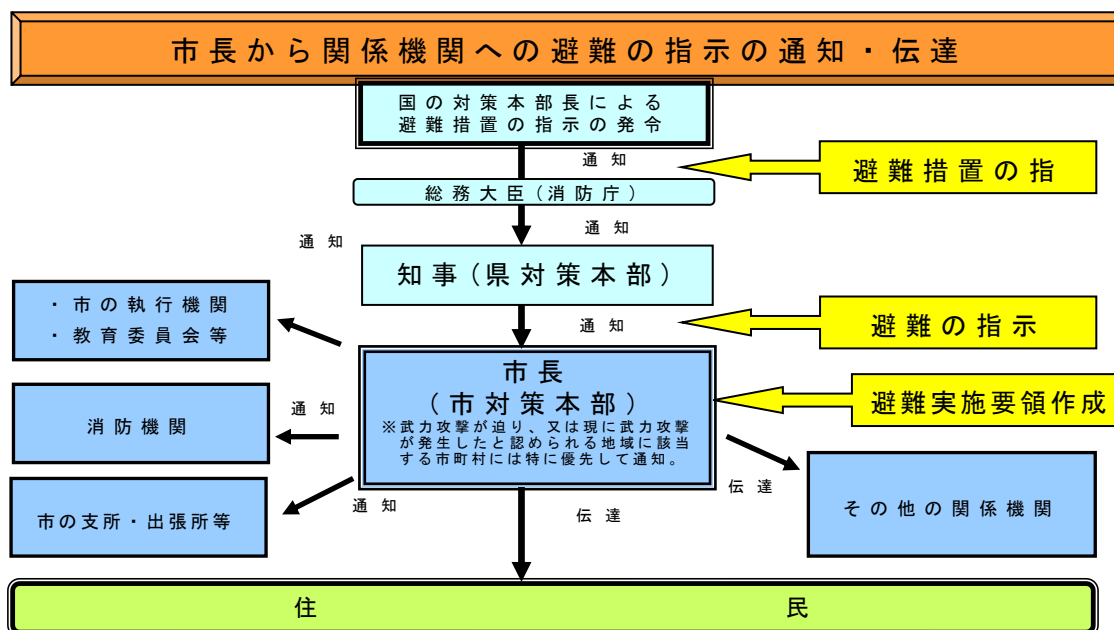 市長から関係機関への避難の指示の通知・伝達
国の対策本部長による
避難措置の指示の発令
通知
避難措置の指
総務大臣(消防庁)
通知
通知
知事(県対策本部)
・市の執行機関
・教育委員会等
通知
避難の指示
市長
(市対策本部)
※武力攻撃が迫り、又は現に武力攻撃
が発生したと認められる地域に該当
する市町村には特に優先して通知。
避難実施要領作成
消防機関
通知
市の支所・出張所等
通知
伝達
伝達
その他の関係機関
住民